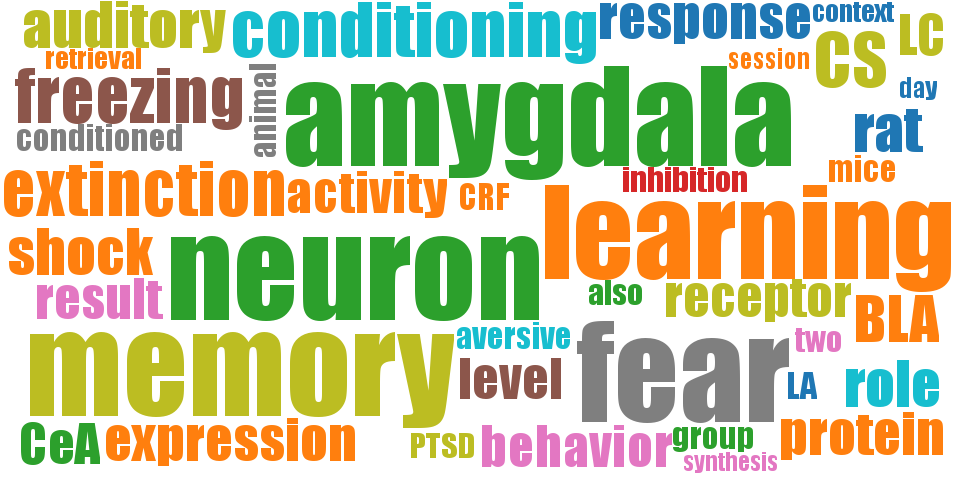 auditory conditioning response context LC
retrieval session CS
freezing animal amygdala day
conditioned rat
inhibition mice
extinction activity CRF learning
shock neuron
result also receptor BLA
memory aversive fear two
level LA role
CeA expression PTSD behavior group protein
synthesis